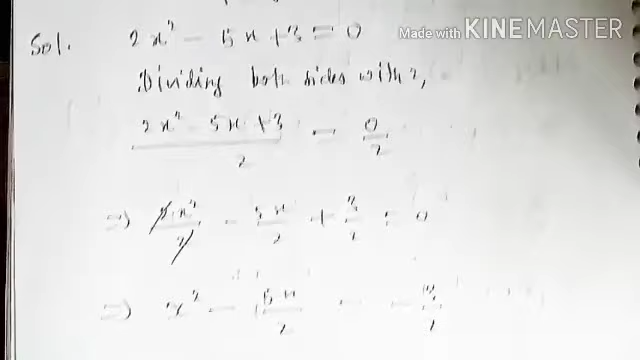 Made with KINEMASTER
Sol. 2x² - 5x + 3 = 0
Dividing both sides with 2,
2x² - 5x + 3 / 2 = 0/2
⇒ 2x²/2 - 5x/2 + 3/2 = 0
⇒ x² - 5x/2 = - 3/2